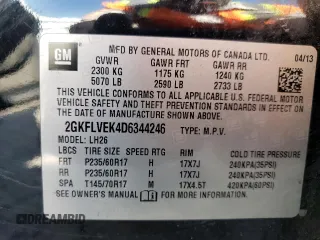 GM
MFD BY GENERAL MOTORS OF CANADA LTD. 04/13
GVWR GAWR FRT GAWR RR
2300 KG 1175 KG 1240 KG
5070 LB 2590 LB 2733 LB
THIS VEHICLE CONFORMS TO ALL APPLICABLE U.S. FEDERAL
MOTOR VEHICLE SAFETY, BUMPER, AND THEFT
PREVENTION STANDARDS IN EFFECT ON THE
DATE OF MANUFACTURE SHOWN ABOVE.
2GKFLVEK4D6344246 TYPE: M.P.V.
MODEL: LH26
LBCS TIRE SIZE SPEED RTG RIM COLD TIRE PRESSURE
FRT P235/60R17 H 17X7J 240KPA(35PSI)
RR P235/60R17 H 17X7J 240KPA(35PSI)
SPA T145/70R17 M 17X4.5T 420KPA(60PSI)
SEE OWNER'S MANUAL FOR ADDITIONAL INFORMATION.
DREAMBID